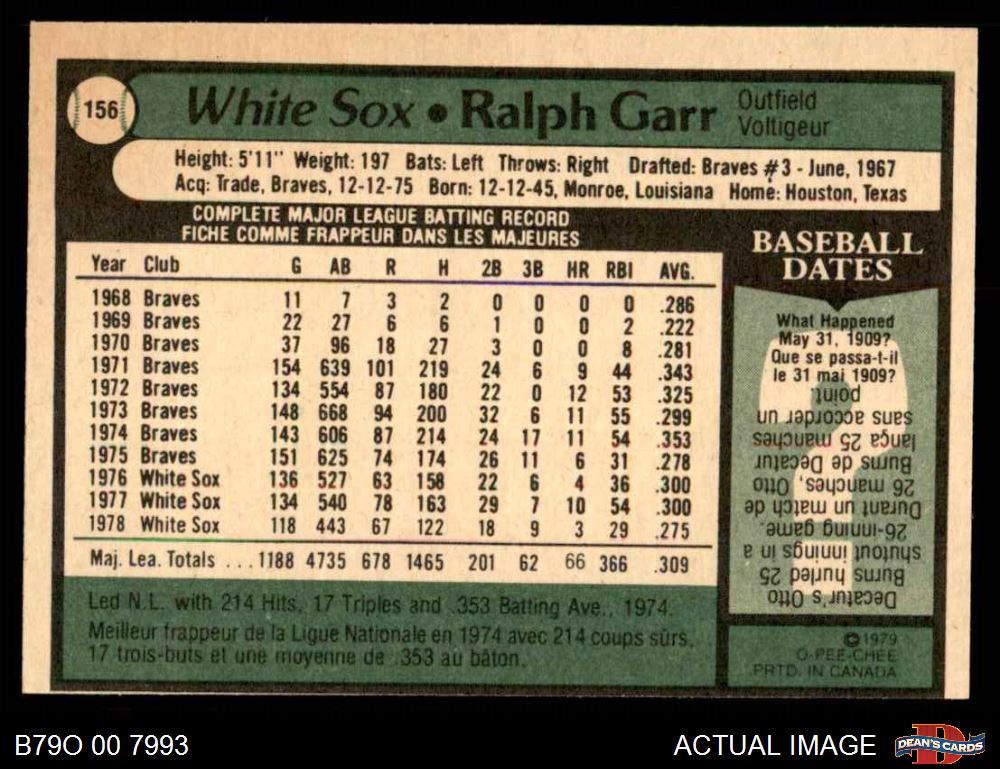 156
White Sox • Ralph Garr Outfield
Voltigeur
Height: 5'11" Weight: 197 Bats: Left Throws: Right Drafted: Braves #3 - June, 1967
Acq: Trade, Braves, 12-12-75 Born: 12-12-45, Monroe, Louisiana Home: Houston, Texas
COMPLETE MAJOR LEAGUE BATTING RECORD
FICHE COMME FRAPPEUR DANS LES MAJEURES
Year Club G AB R H 2B 3B HR RBI AVG.
1968 Braves 11 7 3 2 0 0 0 0 .286
1969 Braves 22 27 6 6 1 0 0 2 .222
1970 Braves 37 96 18 27 3 0 0 8 .281
1971 Braves 154 639 101 219 24 6 9 44 .343
1972 Braves 134 554 87 180 22 0 12 53 .325
1973 Braves 148 668 94 200 32 6 11 55 .299
1974 Braves 143 606 87 214 24 17 11 54 .353
1975 Braves 151 625 74 174 26 11 6 31 .278
1976 White Sox 136 527 63 158 22 6 4 36 .300
1977 White Sox 134 540 78 163 29 7 10 54 .300
1978 White Sox 118 443 67 122 18 9 3 29 .275
Maj. Lea. Totals ... 1188 4735 678 1465 201 62 66 366 .309
Led N.L. with 214 Hits, 17 Triples and .353 Batting Ave., 1974.
Meilleur frappeur de la Ligue Nationale en 1974 avec 214 coups sûrs,
17 trois-buts et une moyenne de .353 au bâton.
BASEBALL
DATES
What Happened
May 31, 1909?
Que se passa-t-il
le 31 mai 1909?
Decatur's Otto
Burns hurled 25
shutout innings in a
26-inning game.
Durant un match de
26 manches, Otto
Burns de Decatur
lança 25 manches
sans accorder un
point.
©1979
O-PEE-CHEE
PRTD. IN CANADA
B79O 00 7993
ACTUAL IMAGE
D
DEAN'S CARDS